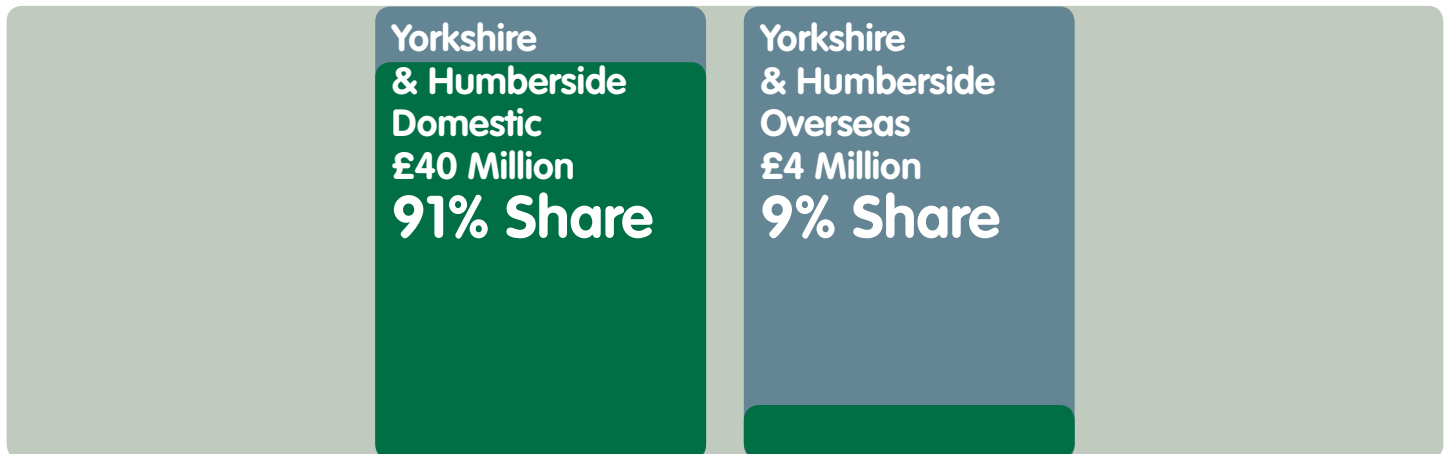 Yorkshire
& Humberside
Domestic
£40 Million
91% Share
Yorkshire
& Humberside
Overseas
£4 Million
9% Share